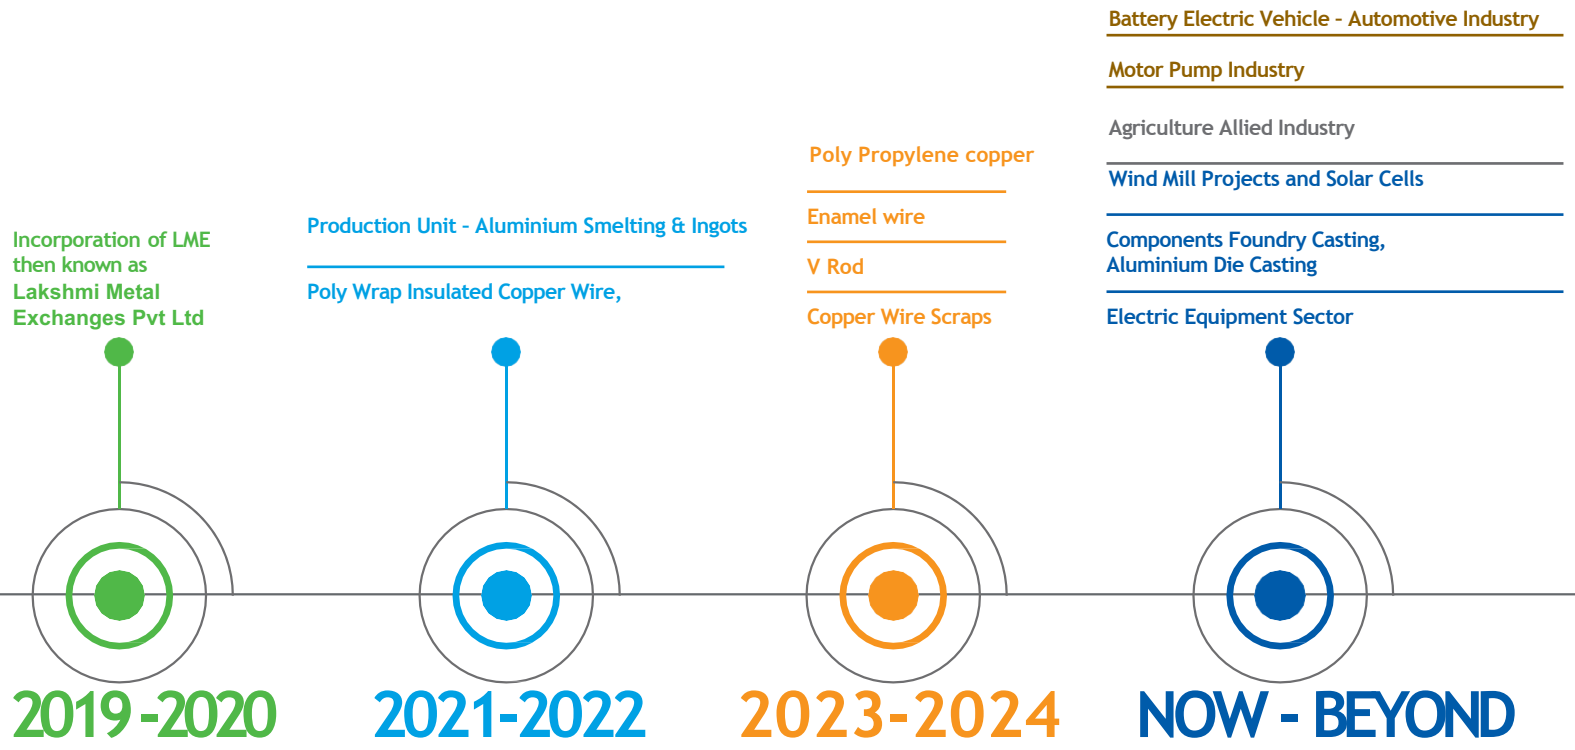 Incorporation of LME
then known as
Lakshmi Metal
Exchanges Pvt Ltd
2019-2020
Production Unit - Aluminium Smelting & Ingots
Poly Wrap Insulated Copper Wire,
2021-2022
Poly Propylene copper
Enamel wire
V Rod
Copper Wire Scraps
2023-2024
Battery Electric Vehicle - Automotive Industry
Motor Pump Industry
Agriculture Allied Industry
Wind Mill Projects and Solar Cells
Components Foundry Casting,
Aluminium Die Casting
Electric Equipment Sector
NOW - BEYOND